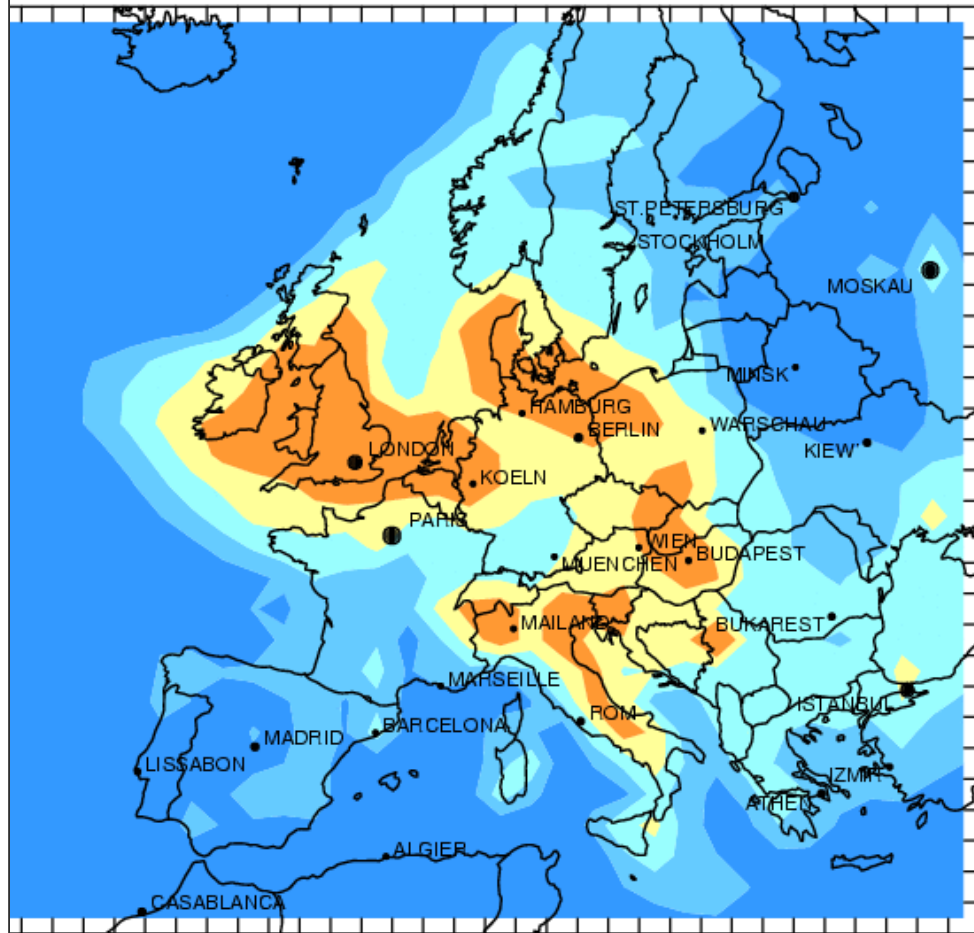 ST.PETERSBURG
STOCKHOLM
MOSKAU
MINSK
HAMBURG
BERLIN
WARSCHAU
LONDON
KIEW'
KOELN
PARIS
WIEN
BUDAPEST
MUENCHEN
MAILAND
BUKAREST
MARSEILLE
ISTANBUL
ROM
BARCELONA
MADRID
LISSABON
IZMIR
ATHEN
ALGIER
CASABLANCA